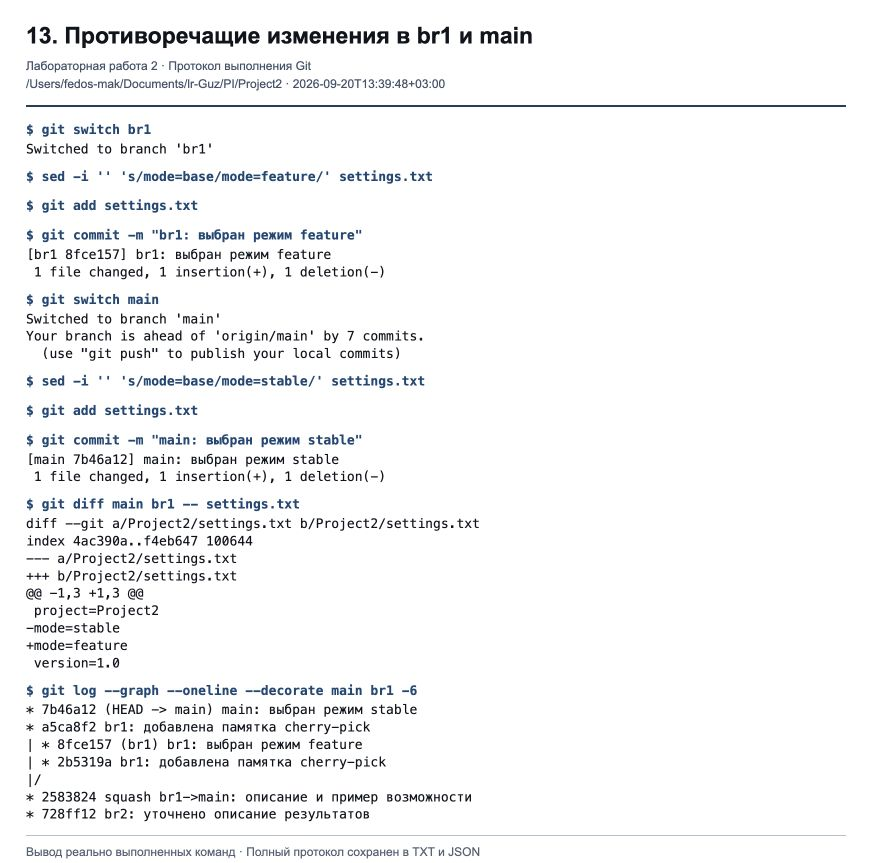 13. Противоречащие изменения в br1 и main
Лабораторная работа 2 · Протокол выполнения Git
/Users/fedos-mak/Documents/lr-Guz/PI/Project2 · 2026-09-20T13:39:48+03:00
$ git switch br1
Switched to branch 'br1'
$ sed -i '' 's/mode=base/mode=feature/' settings.txt
$ git add settings.txt
$ git commit -m "br1: выбран режим feature"
[br1 8fce157] br1: выбран режим feature
 1 file changed, 1 insertion(+), 1 deletion(-)
$ git switch main
Switched to branch 'main'
Your branch is ahead of 'origin/main' by 7 commits.
  (use "git push" to publish your local commits)
$ sed -i '' 's/mode=base/mode=stable/' settings.txt
$ git add settings.txt
$ git commit -m "main: выбран режим stable"
[main 7b46a12] main: выбран режим stable
 1 file changed, 1 insertion(+), 1 deletion(-)
$ git diff main br1 -- settings.txt
diff --git a/Project2/settings.txt b/Project2/settings.txt
index 4ac390a..f4eb647 100644
--- a/Project2/settings.txt
+++ b/Project2/settings.txt
@@ -1,3 +1,3 @@
 project=Project2
-mode=stable
+mode=feature
 version=1.0
$ git log --graph --oneline --decorate main br1 -6
* 7b46a12 (HEAD -> main) main: выбран режим stable
* a5ca8f2 br1: добавлена памятка cherry-pick
| * 8fce157 (br1) br1: выбран режим feature
| * 2b5319a br1: добавлена памятка cherry-pick
|/
* 2583824 squash br1->main: описание и пример возможности
* 728ff12 br2: уточнено описание результатов
Вывод реально выполненных команд · Полный протокол сохранен в TXT и JSON